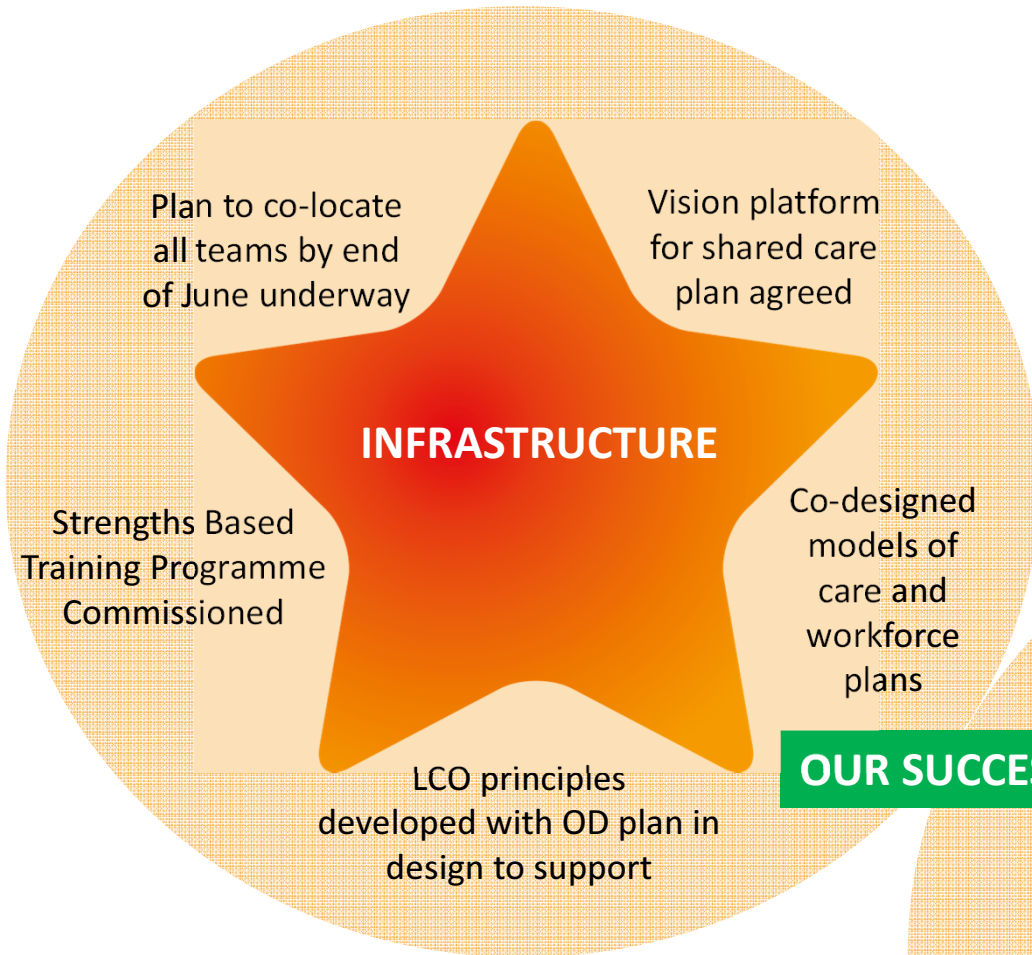 Plan to co-locate
all teams by end
of June underway
Vision platform
for shared care
plan agreed
INFRASTRUCTURE
Strengths Based
Training Programme
Commissioned
Co-designed
models of
care and
workforce
plans
OUR SUCCES
LCO principles
developed with OD plan in
design to support